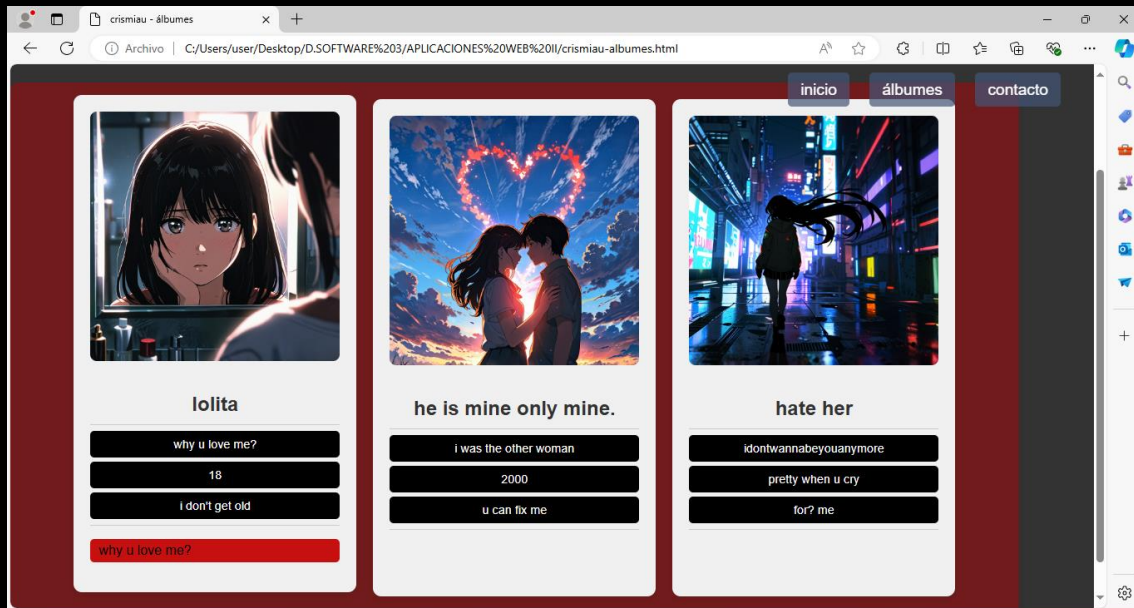 crismiau - álbumes
Archivo | C:/Users/user/Desktop/D.SOFTWARE%203/APLICACIONES%20WEB%20II/crismiau-albumes.html
inicio álbumes contacto
lolita
why u love me?
18
i don't get old
why u love me?
he is mine only mine.
i was the other woman
2000
u can fix me
hate her
idontwannabeyouanymore
pretty when u cry
for? me